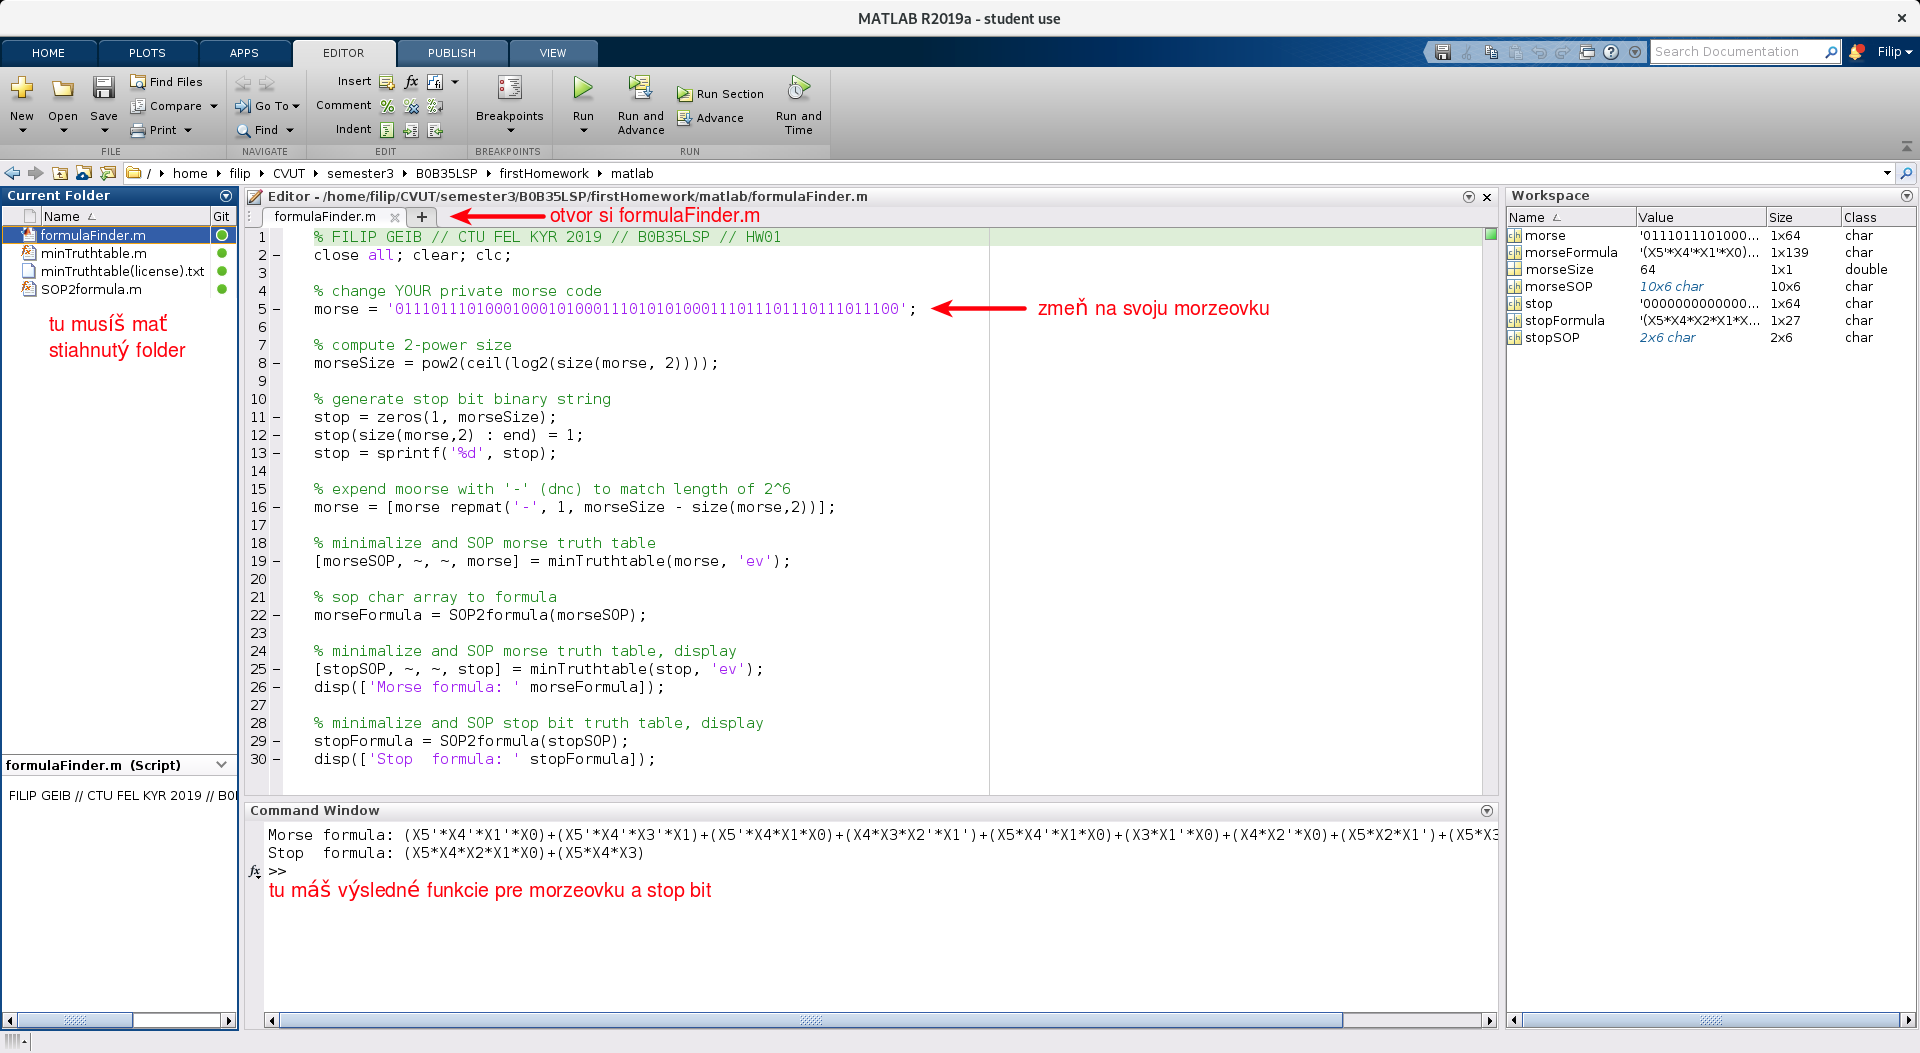 MATLAB R2019a - student use
HOME PLOTS APPS EDITOR PUBLISH VIEW
Search Documentation
Filip
New Open Save
Find Files
Compare
Print
FILE
Go To
Find
NAVIGATE
Insert
Comment
Indent
EDIT
Breakpoints
BREAKPOINTS
Run
Run and Advance
Run Section
Advance
Run and Time
RUN
/ home filip CVUT semester3 B0B35LSP firstHomework matlab
Current Folder
Name Git
formulaFinder.m
minTruthtable.m
minTruthtable(license).txt
SOP2formula.m
tu musíš mať
stiahnutý folder
formulaFinder.m (Script)
FILIP GEIB // CTU FEL KYR 2019 // B0I
Editor - /home/filip/CVUT/semester3/B0B35LSP/firstHomework/matlab/formulaFinder.m
formulaFinder.m +
otvor si formulaFinder.m
1 % FILIP GEIB // CTU FEL KYR 2019 // B0B35LSP // HW01
2 – close all; clear; clc;
3
4 % change YOUR private morse code
5 – morse = '011101110100010001010001110101010001110111011101110111​00';
zmeň na svoju morzeovku
6
7 % compute 2-power size
8 – morseSize = pow2(ceil(log2(size(morse, 2))));
9
10 % generate stop bit binary string
11 – stop = zeros(1, morseSize);
12 – stop(size(morse,2) : end) = 1;
13 – stop = sprintf('%d', stop);
14
15 % expend moorse with '-' (dnc) to match length of 2^6
16 – morse = [morse repmat('-', 1, morseSize - size(morse,2))];
17
18 % minimalize and SOP morse truth table
19 – [morseSOP, ~, ~, morse] = minTruthtable(morse, 'ev');
20
21 % sop char array to formula
22 – morseFormula = SOP2formula(morseSOP);
23
24 % minimalize and SOP morse truth table, display
25 – [stopSOP, ~, ~, stop] = minTruthtable(stop, 'ev');
26 – disp(['Morse formula: ' morseFormula]);
27
28 % minimalize and SOP stop bit truth table, display
29 – stopFormula = SOP2formula(stopSOP);
30 – disp(['Stop  formula: ' stopFormula]);
Command Window
Morse formula: (X5'*X4'*X1'*X0)+(X5'*X4'*X3'*X1)+(X5'*X4*X1*X0)+(X4*X3*X2'*X1')+(X5*X4'*X1*X0)+(X3*X1'*X0)+(X4*X2'*X0)+(X5*X2*X1')+(X5*X3
Stop  formula: (X5*X4*X2*X1*X0)+(X5*X4*X3)
fx >>
tu máš výsledné funkcie pre morzeovku a stop bit
Workspace
Name Value Size Class
morse '0111011101000... 1x64 char
morseFormula '(X5'*X4'*X1'*X0)... 1x139 char
morseSize 64 1x1 double
morseSOP 10x6 char 10x6 char
stop '0000000000000... 1x64 char
stopFormula '(X5*X4*X2*X1*X... 1x27 char
stopSOP 2x6 char 2x6 char